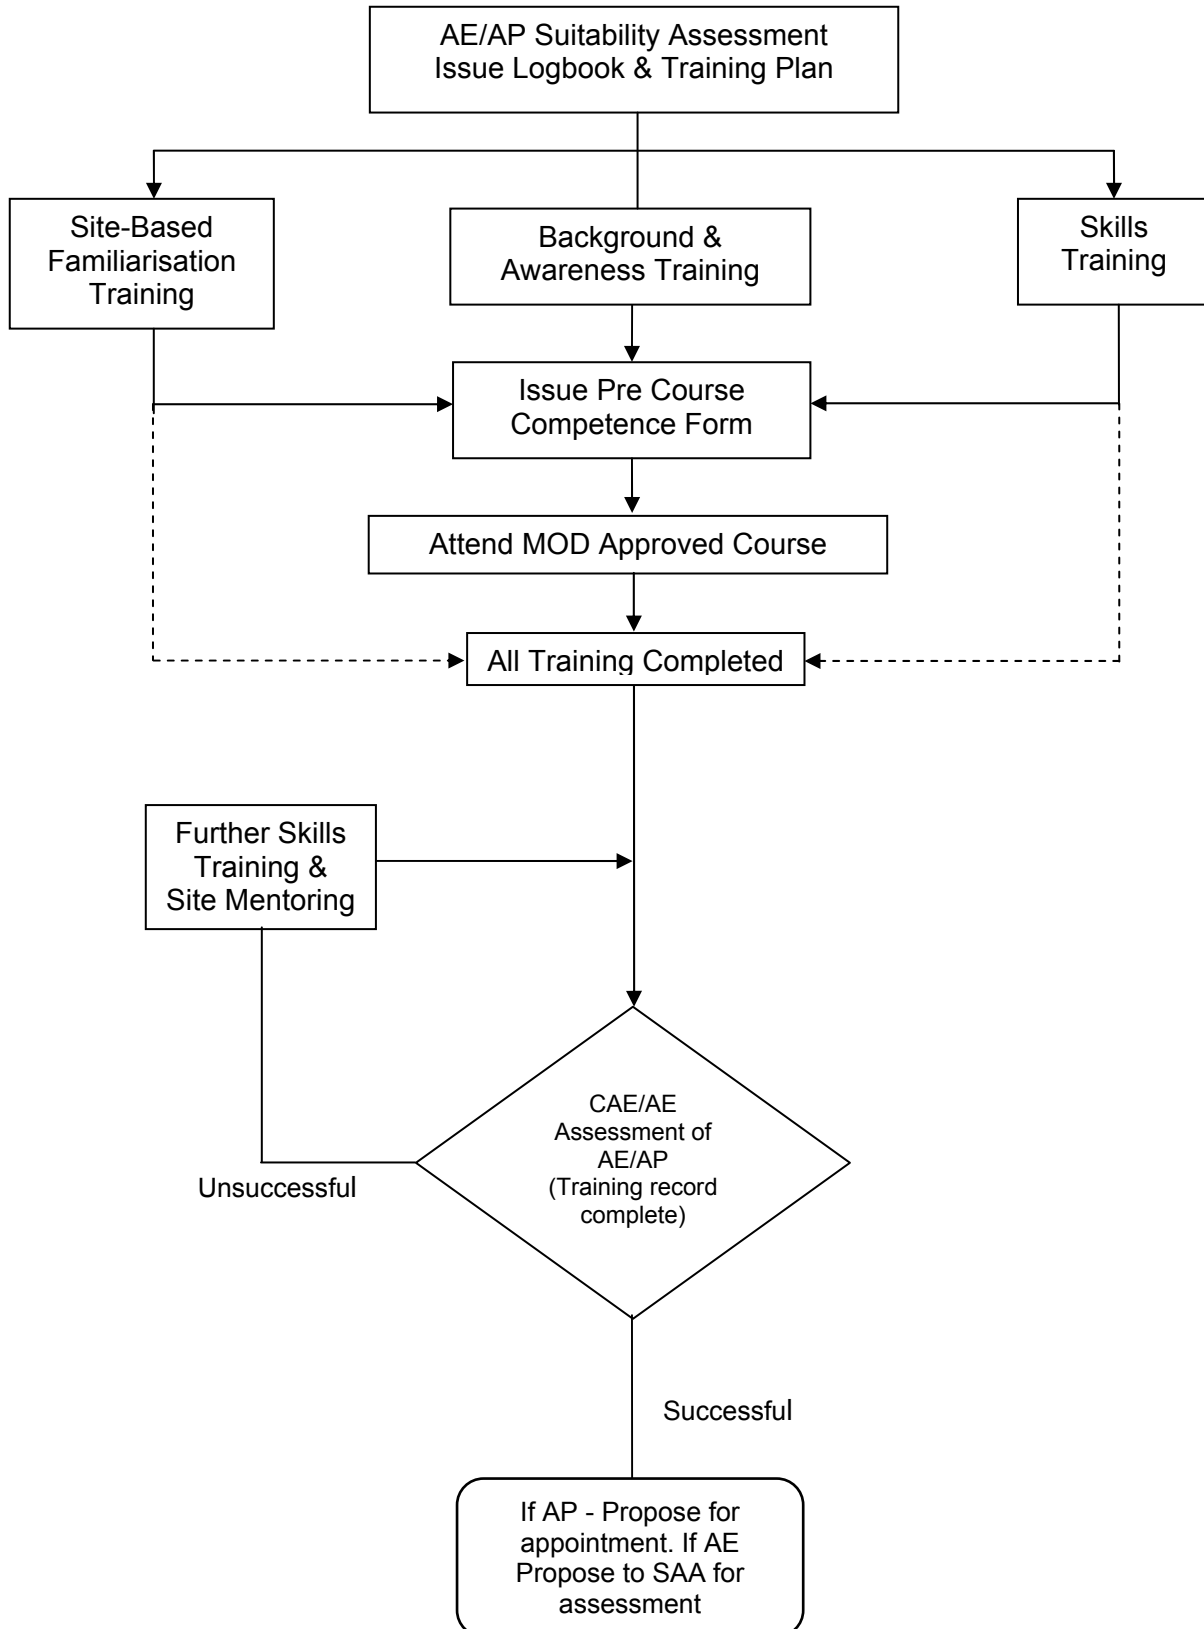 AE/AP Suitability Assessment
Issue Logbook & Training Plan
Site-Based
Familiarisation
Training
Background &
Awareness Training
Skills
Training
Issue Pre Course
Competence Form
Attend MOD Approved Course
All Training Completed
Further Skills
Training &
Site Mentoring
CAE/AE
Assessment of
AE/AP
(Training record
complete)
Unsuccessful
Successful
If AP - Propose for
appointment. If AE
Propose to SAA for
assessment